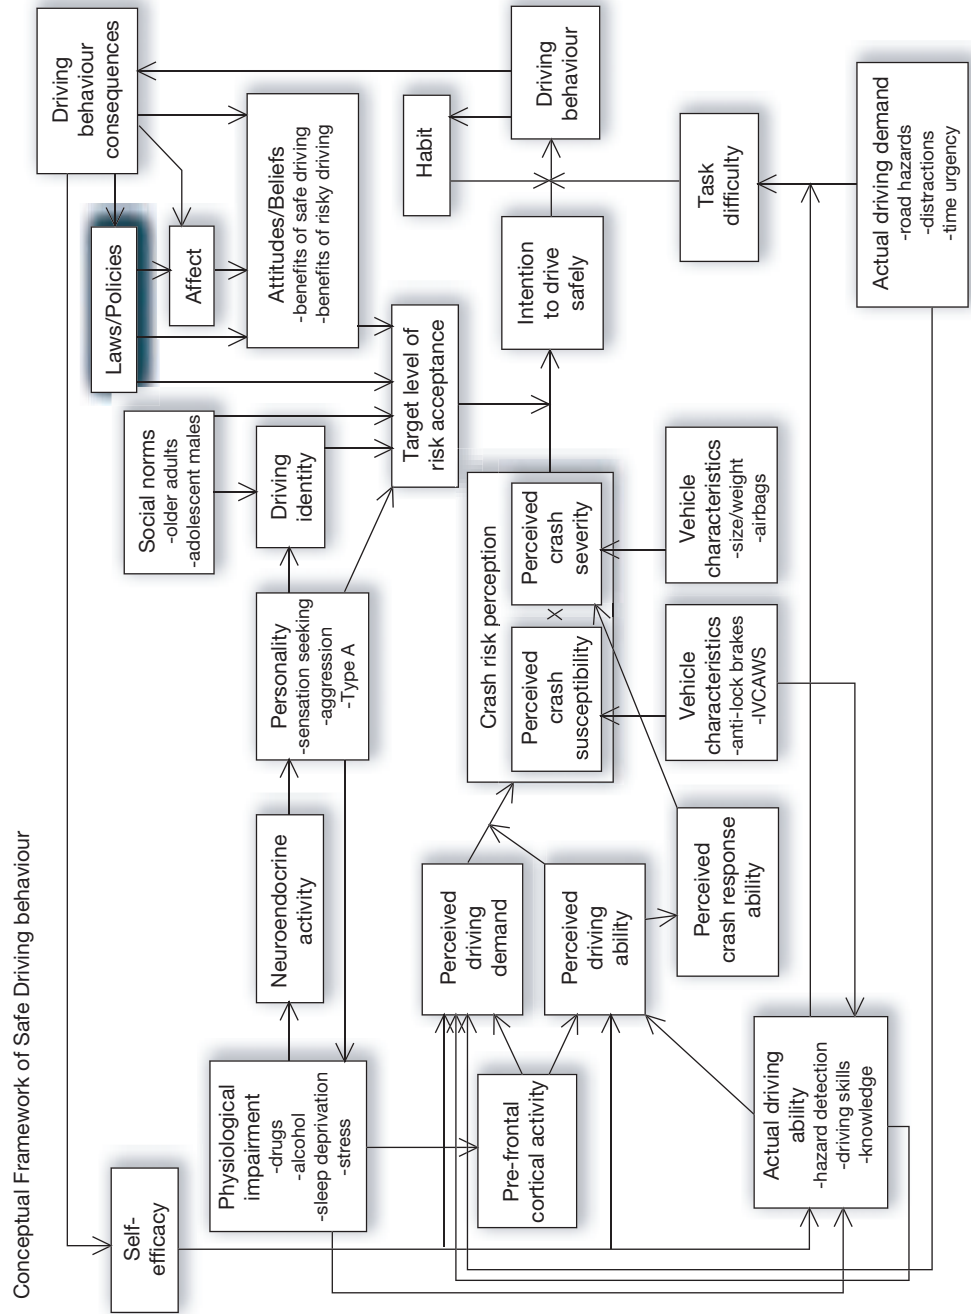 Conceptual Framework of Safe Driving behaviour
Self-
efficacy
Physiological
impairment
-drugs
-alcohol
-sleep deprivation
-stress
Neuroendocrine
activity
Personality
-sensation seeking
-aggression
-Type A
Social norms
-older adults
-adolescent males
Driving
identity
Laws/Policies
Affect
Driving
behaviour
consequences
Attitudes/Beliefs
-benefits of safe driving
-benefits of risky driving
Target level of
risk acceptance
Pre-frontal
cortical activity
Perceived
driving
demand
Perceived
driving
ability
Crash risk perception
Perceived
crash
susceptibility
X
Perceived
crash
severity
Intention
to drive
safely
Habit
Driving
behaviour
Perceived
crash response
ability
Vehicle
characteristics
-anti-lock brakes
-IVCAWS
Vehicle
characteristics
-size/weight
-airbags
Task
difficulty
Actual driving
ability
-hazard detection
-driving skills
-knowledge
Actual driving demand
-road hazards
-distractions
-time urgency